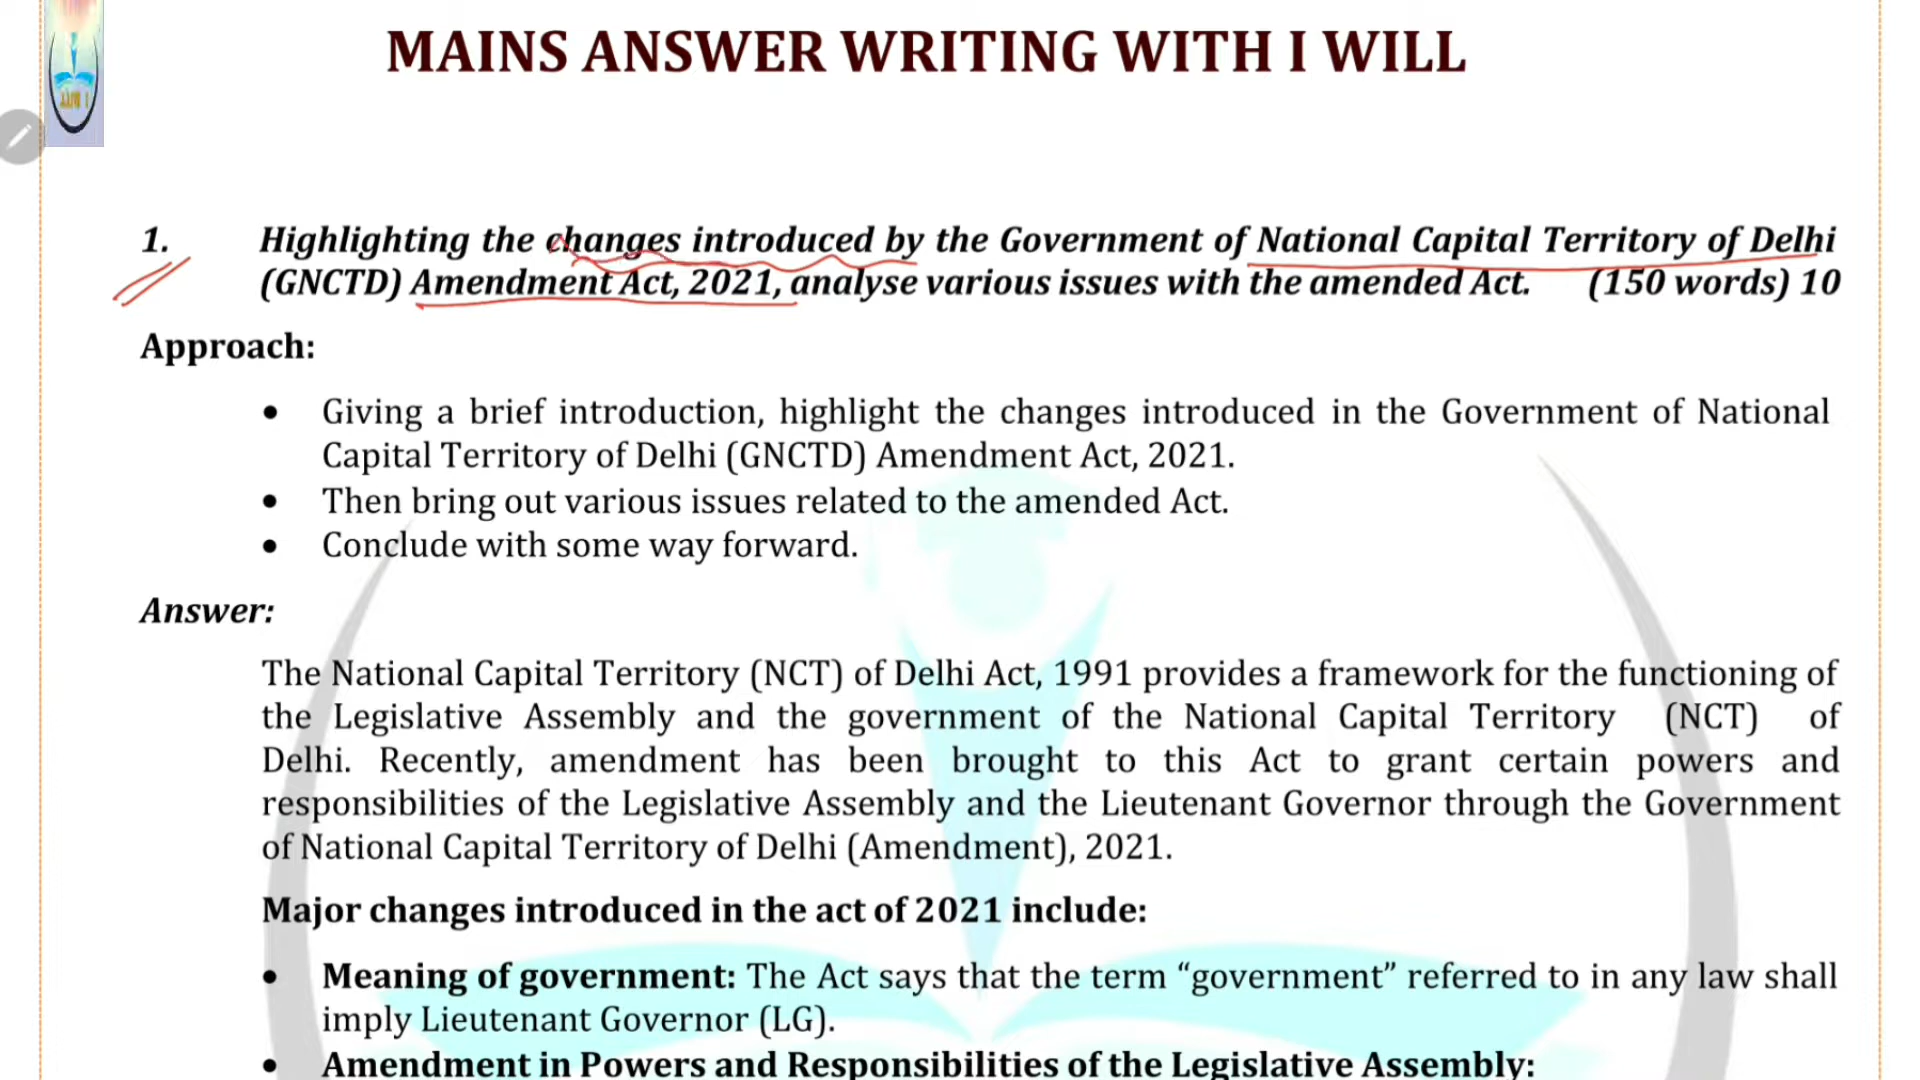 MAINS ANSWER WRITING WITH I WILL
1. Highlighting the changes introduced by the Government of National Capital Territory of Delhi
(GNCTD) Amendment Act, 2021, analyse various issues with the amended Act. (150 words) 10
Approach:
• Giving a brief introduction, highlight the changes introduced in the Government of National
Capital Territory of Delhi (GNCTD) Amendment Act, 2021.
• Then bring out various issues related to the amended Act.
• Conclude with some way forward.
Answer:
The National Capital Territory (NCT) of Delhi Act, 1991 provides a framework for the functioning of
the Legislative Assembly and the government of the National Capital Territory (NCT) of
Delhi. Recently, amendment has been brought to this Act to grant certain powers and
responsibilities of the Legislative Assembly and the Lieutenant Governor through the Government
of National Capital Territory of Delhi (Amendment), 2021.
Major changes introduced in the act of 2021 include:
• Meaning of government: The Act says that the term “government” referred to in any law shall
imply Lieutenant Governor (LG).
• Amendment in Powers and Responsibilities of the Legislative Assembly: